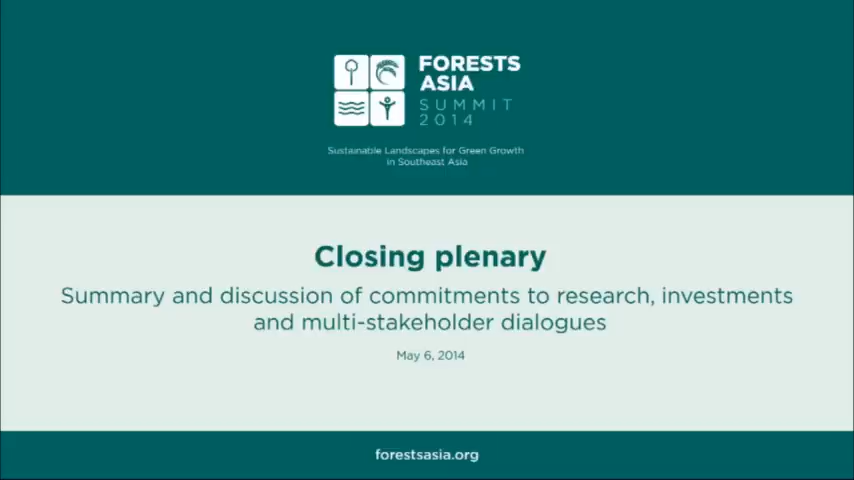 FORESTS
ASIA
SUMMIT
2014
Sustainable Landscapes for Green Growth
in Southeast Asia
Closing plenary
Summary and discussion of commitments to research, investments
and multi-stakeholder dialogues
May 6, 2014
forestsasia.org